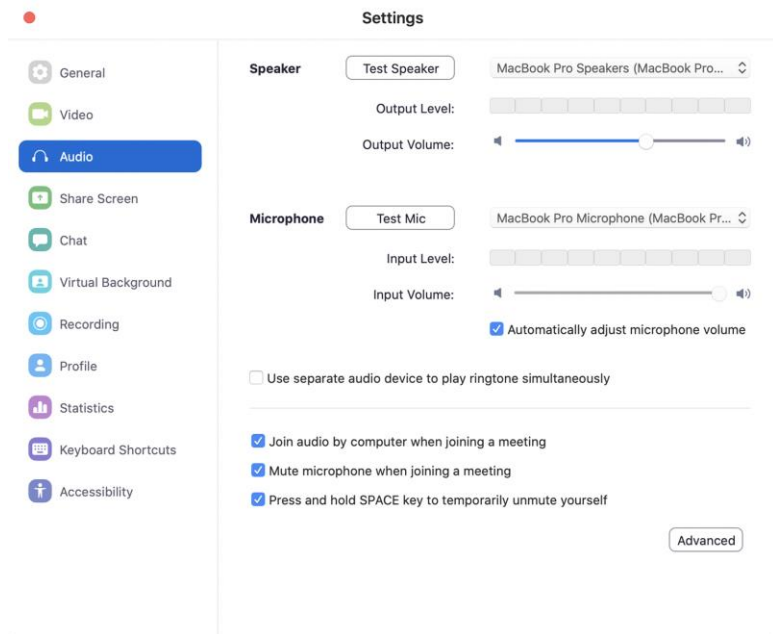 Settings
General
Video
Audio
Share Screen
Chat
Virtual Background
Recording
Profile
Statistics
Keyboard Shortcuts
Accessibility
Speaker
Test Speaker
MacBook Pro Speakers (MacBook Pro...
Output Level:
Output Volume:
Microphone
Test Mic
MacBook Pro Microphone (MacBook Pr...
Input Level:
Input Volume:
Automatically adjust microphone volume
Use separate audio device to play ringtone simultaneously
Join audio by computer when joining a meeting
Mute microphone when joining a meeting
Press and hold SPACE key to temporarily unmute yourself
Advanced